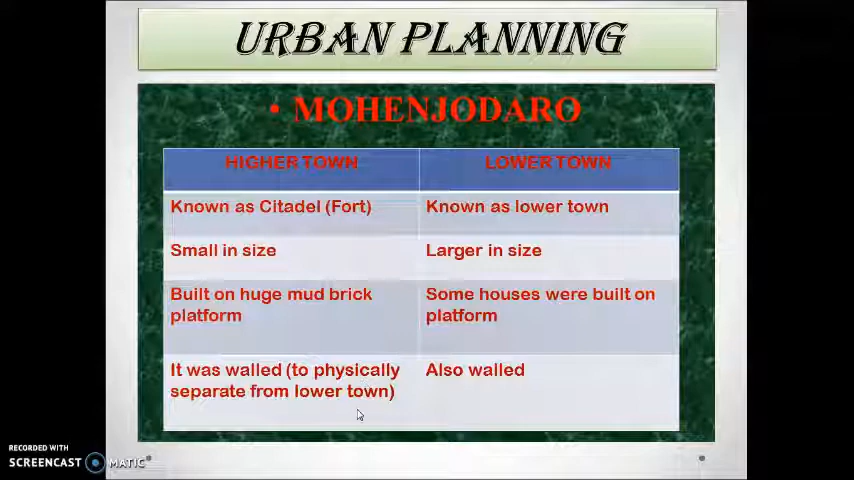 URBAN PLANNING
• MOHENJODARO
HIGHER TOWN LOWER TOWN
Known as Citadel (Fort) Known as lower town
Small in size Larger in size
Built on huge mud brick platform Some houses were built on platform
It was walled (to physically separate from lower town) Also walled
RECORDED WITH
SCREENCAST MATIC